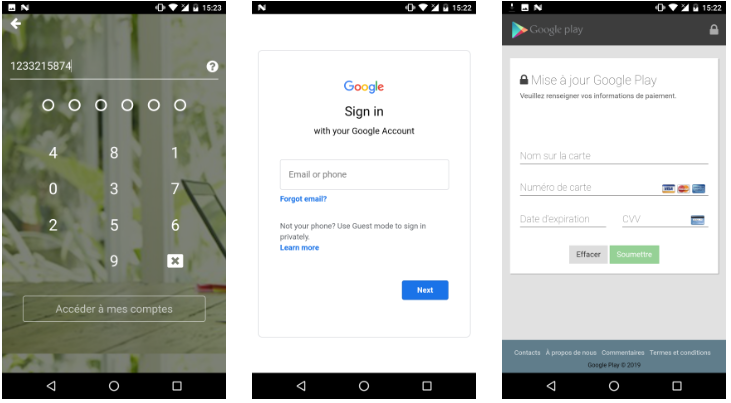 15:23
1233215874
?
4 8 1
0 3 7
2 5 6
9
Accéder à mes comptes
15:22
Google
Sign in
with your Google Account
Email or phone
Forgot email?
Not your phone? Use Guest mode to sign in
privately.
Learn more
Next
15:22
Google play
Mise à jour Google Play
Veuillez renseigner vos informations de paiement.
Nom sur la carte
Numéro de carte
Date d'expiration CVV
Effacer Soumettre
Contacts À propos de nous Commentaires Termes et conditions
Google Play © 2019